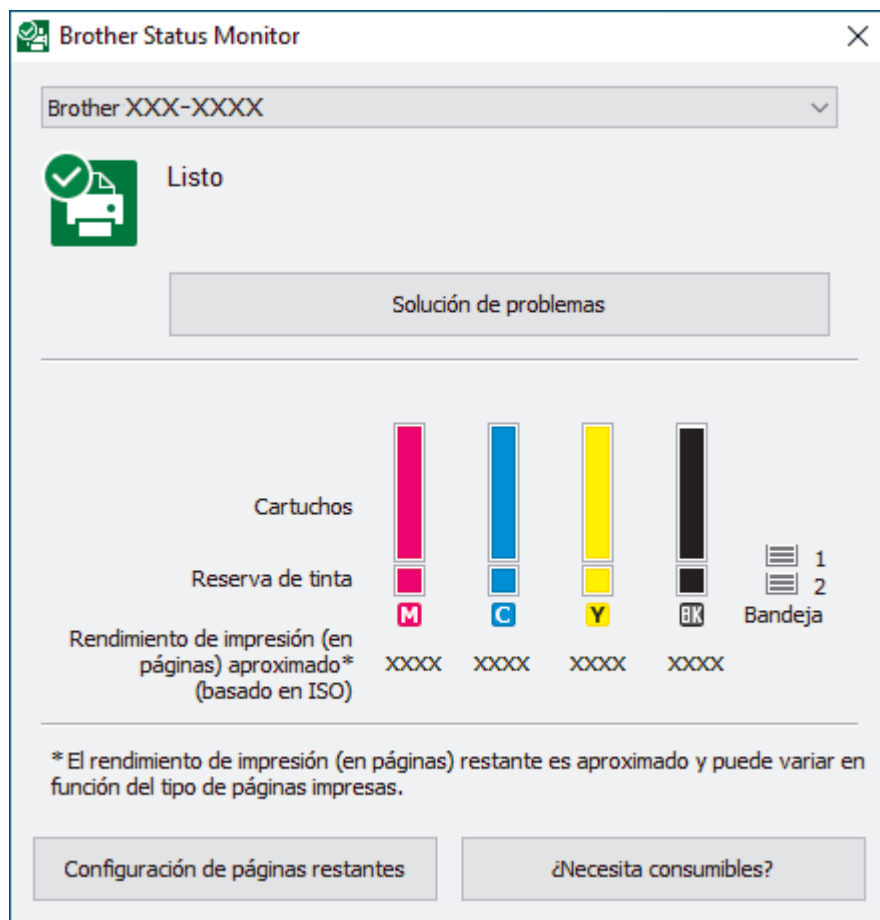 Brother Status Monitor
Brother XXX-XXXX
Listo
Solución de problemas
Cartuchos
Reserva de tinta
1
2
M C Y BK Bandeja
Rendimiento de impresión (en
páginas) aproximado*
(basado en ISO)
XXXX XXXX XXXX XXXX
* El rendimiento de impresión (en páginas) restante es aproximado y puede variar en
función del tipo de páginas impresas.
Configuración de páginas restantes
¿Necesita consumibles?